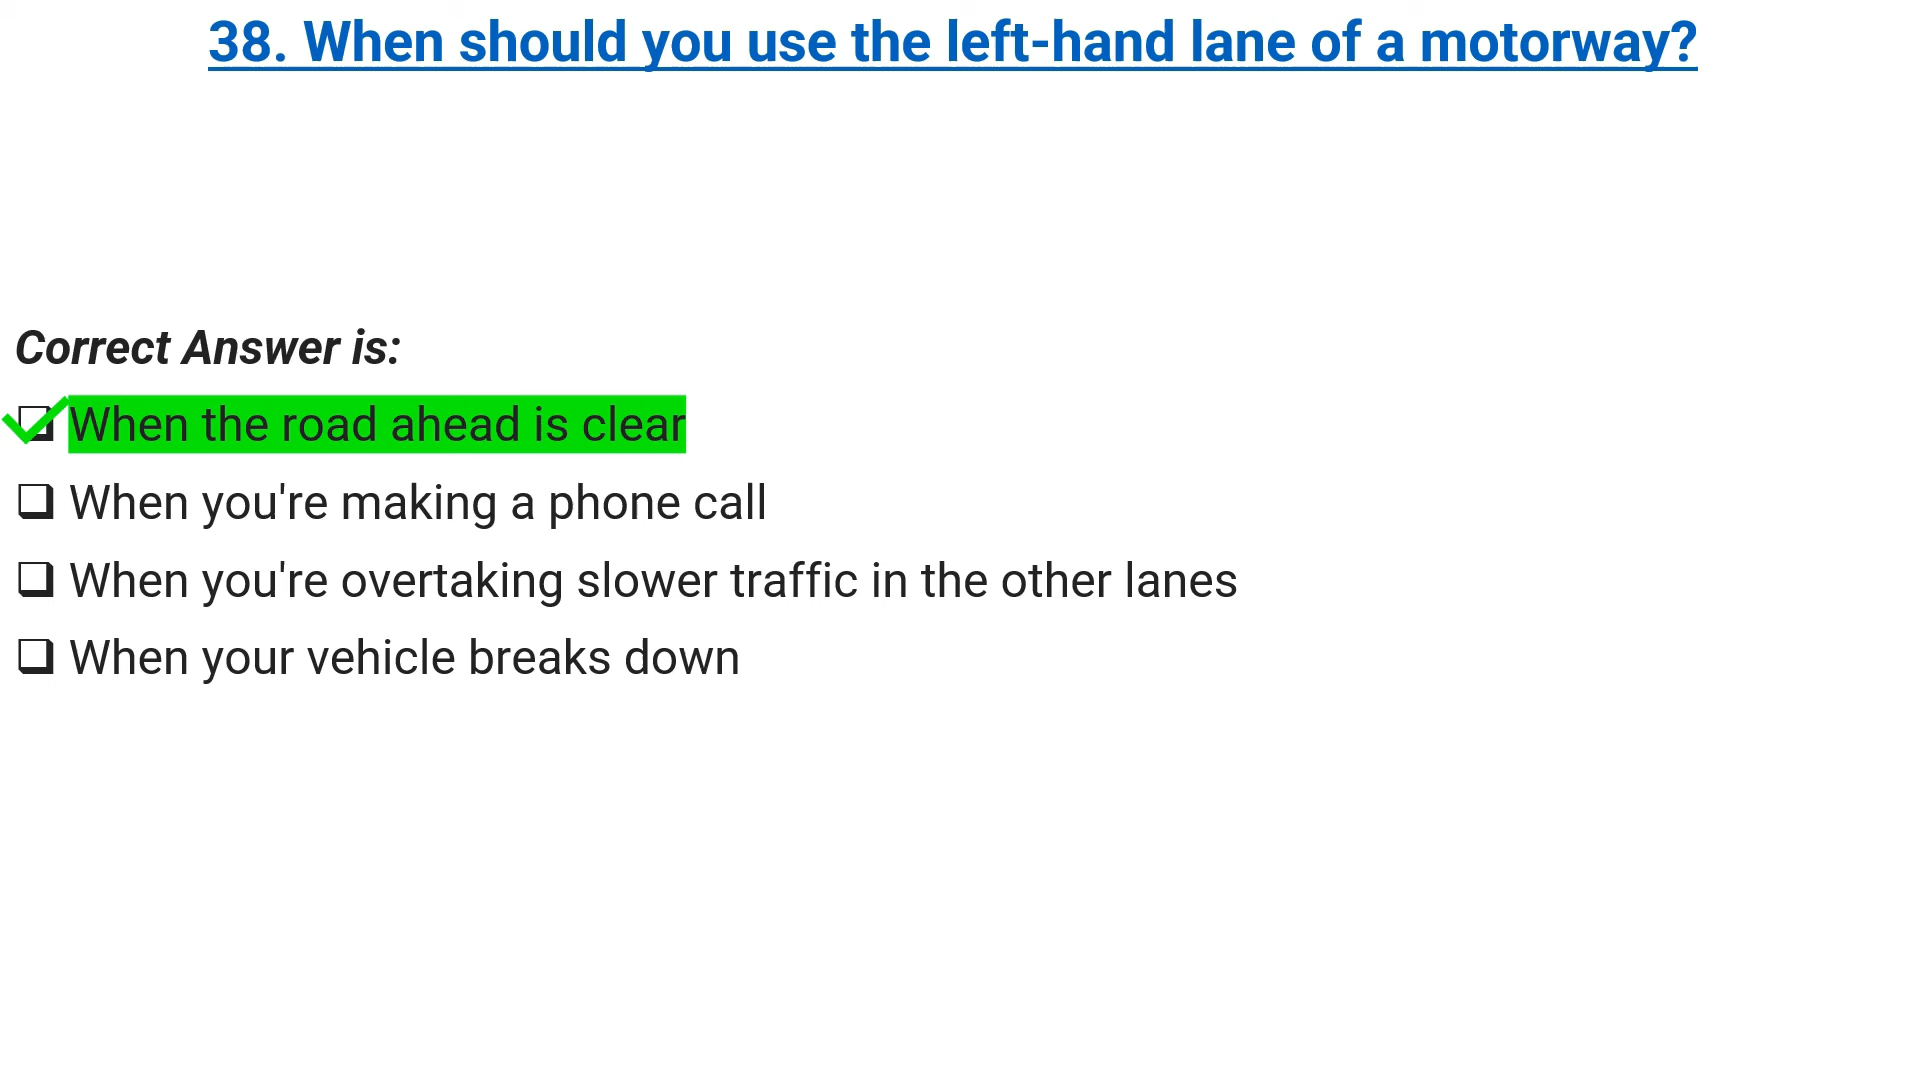 38. When should you use the left-hand lane of a motorway?
Correct Answer is:
When the road ahead is clear
When you're making a phone call
When you're overtaking slower traffic in the other lanes
When your vehicle breaks down